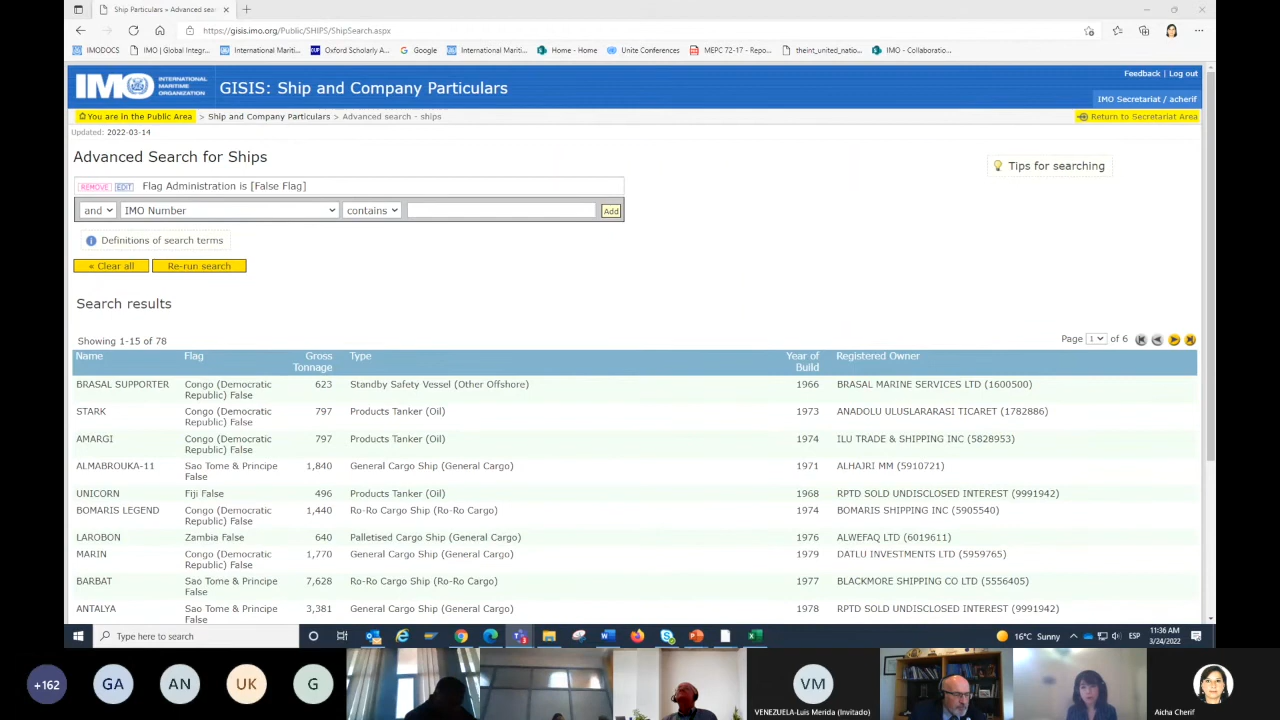 Ship Particulars » Advanced sear
https://gisis.imo.org/Public/SHIPS/ShipSearch.aspx
IMODOCS
IMO | Global Integr...
International Mariti...
Oxford Scholarly A...
Google
International Mariti...
Home - Home
Unite Conferences
MEPC 72-17 - Repo...
theint_united_natio...
IMO - Collaboratio...
IMO INTERNATIONAL
MARITIME
ORGANIZATION
GISIS: Ship and Company Particulars
Feedback | Log out
IMO Secretariat / acherif
You are in the Public Area > Ship and Company Particulars > Advanced search - ships
Return to Secretariat Area
Updated: 2022-03-14
Advanced Search for Ships
Tips for searching
REMOVE EDIT Flag Administration is [False Flag]
and IMO Number contains Add
Definitions of search terms
« Clear all Re-run search
Search results
Showing 1-15 of 78
Page 1 of 6
Name Flag Gross Tonnage Type Year of Build Registered Owner
BRASAL SUPPORTER Congo (Democratic Republic) False 623 Standby Safety Vessel (Other Offshore) 1966 BRASAL MARINE SERVICES LTD (1600500)
STARK Congo (Democratic Republic) False 797 Products Tanker (Oil) 1973 ANADOLU ULUSLARARASI TICARET (1782886)
AMARGI Congo (Democratic Republic) False 797 Products Tanker (Oil) 1974 ILU TRADE & SHIPPING INC (5828953)
ALMABROUKA-11 Sao Tome & Principe False 1,840 General Cargo Ship (General Cargo) 1971 ALHAJRI MM (5910721)
UNICORN Fiji False 496 Products Tanker (Oil) 1968 RPTD SOLD UNDISCLOSED INTEREST (9991942)
BOMARIS LEGEND Congo (Democratic Republic) False 1,440 Ro-Ro Cargo Ship (Ro-Ro Cargo) 1974 BOMARIS SHIPPING INC (5905540)
LAROBON Zambia False 640 Palletised Cargo Ship (General Cargo) 1976 ALWEFAQ LTD (6019611)
MARIN Congo (Democratic Republic) False 1,770 General Cargo Ship (General Cargo) 1979 DATLU INVESTMENTS LTD (5959765)
BARBAT Sao Tome & Principe False 7,628 Ro-Ro Cargo Ship (Ro-Ro Cargo) 1977 BLACKMORE SHIPPING CO LTD (5556405)
ANTALYA Sao Tome & Principe False 3,381 General Cargo Ship (General Cargo) 1978 RPTD SOLD UNDISCLOSED INTEREST (9991942)
Type here to search
16°C Sunny
ESP
11:36 AM
3/24/2022
+162
GA
AN
UK
G
VM
VENEZUELA-Luis Merida (Invitado)
Aicha Cherif